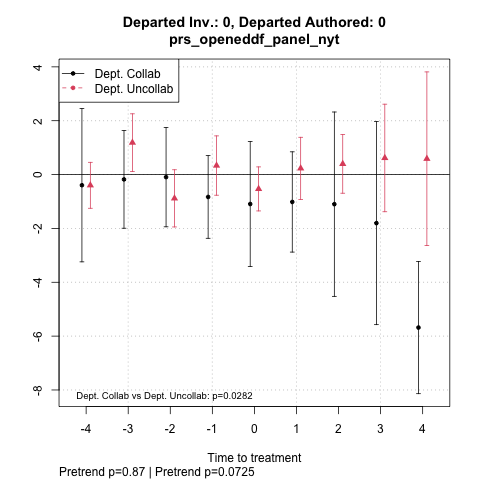 Departed Inv.: 0, Departed Authored: 0
prs_openeddf_panel_nyt
Dept. Collab
Dept. Uncollab
4
2
0
-2
-4
-6
-8
Dept. Collab vs Dept. Uncollab: p=0.0282
-4 -3 -2 -1 0 1 2 3 4
Time to treatment
Pretrend p=0.87 | Pretrend p=0.0725